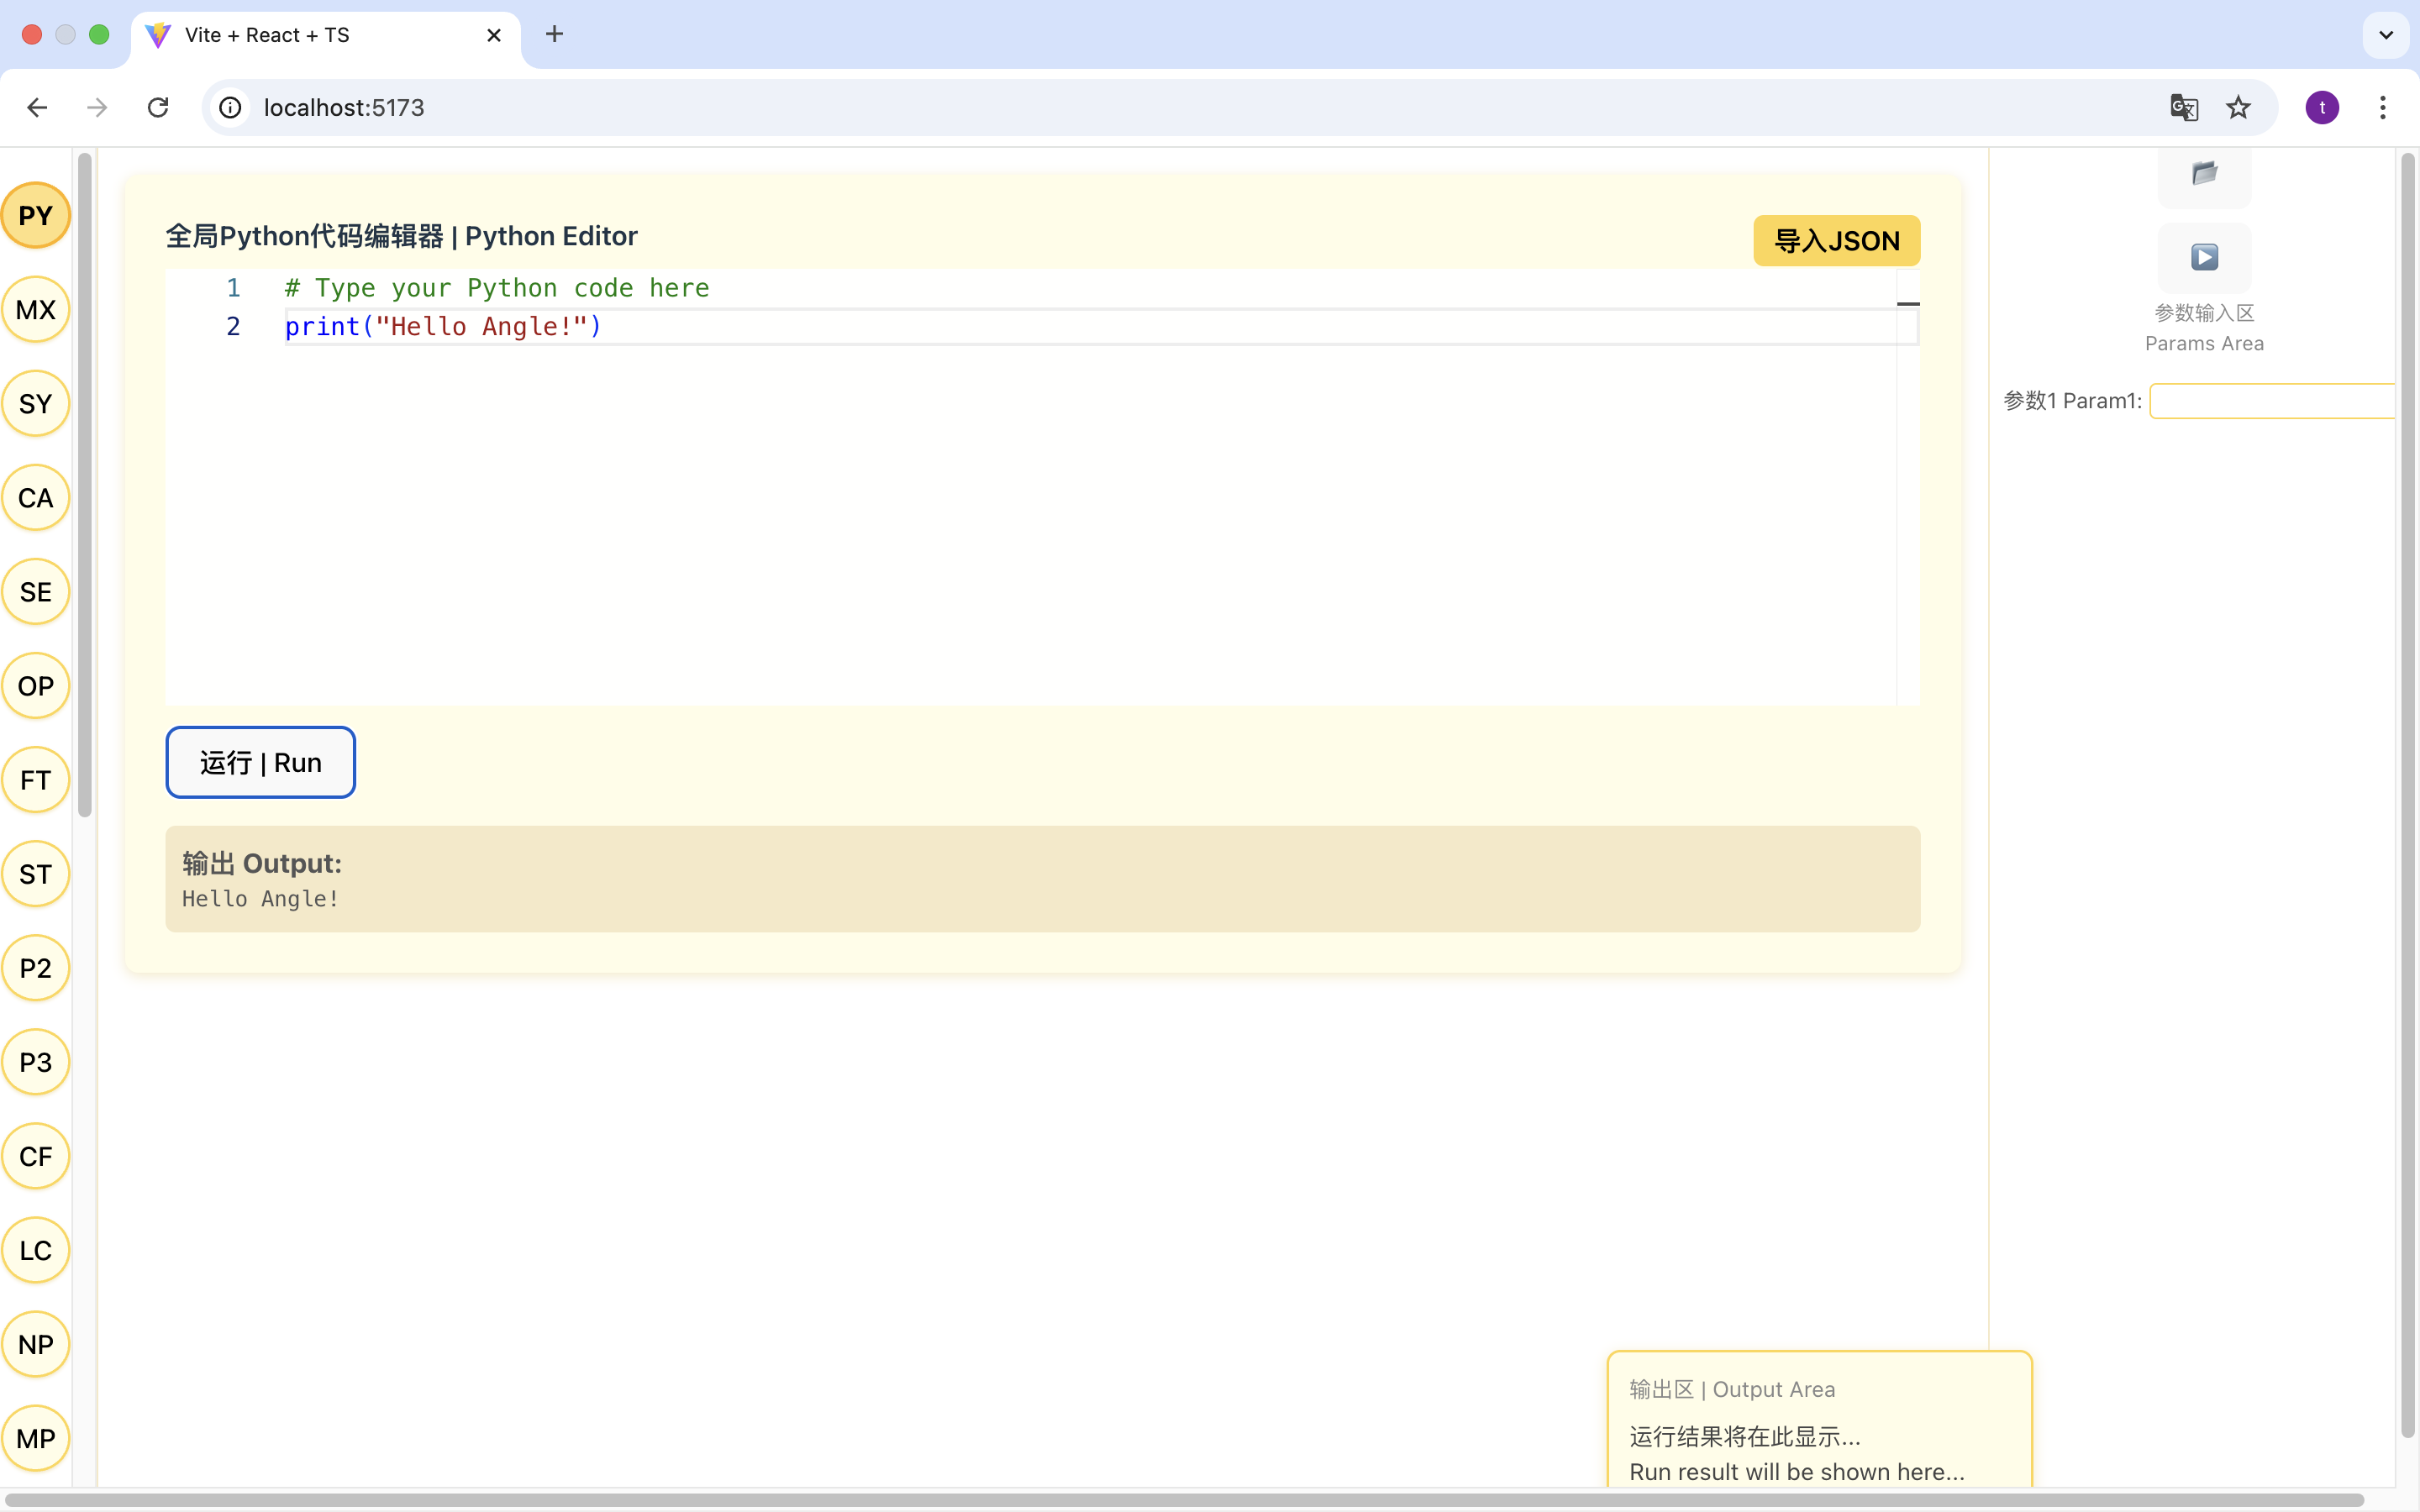 Vite + React + TS
localhost:5173
t
PY
MX
SY
CA
SE
OP
FT
ST
P2
P3
CF
LC
NP
MP
全局Python代码编辑器 | Python Editor
导入JSON
1 # Type your Python code here
2 print("Hello Angle!")
运行 | Run
输出 Output:
Hello Angle!
参数输入区
Params Area
参数1 Param1:
输出区 | Output Area
运行结果将在此显示...
Run result will be shown here...